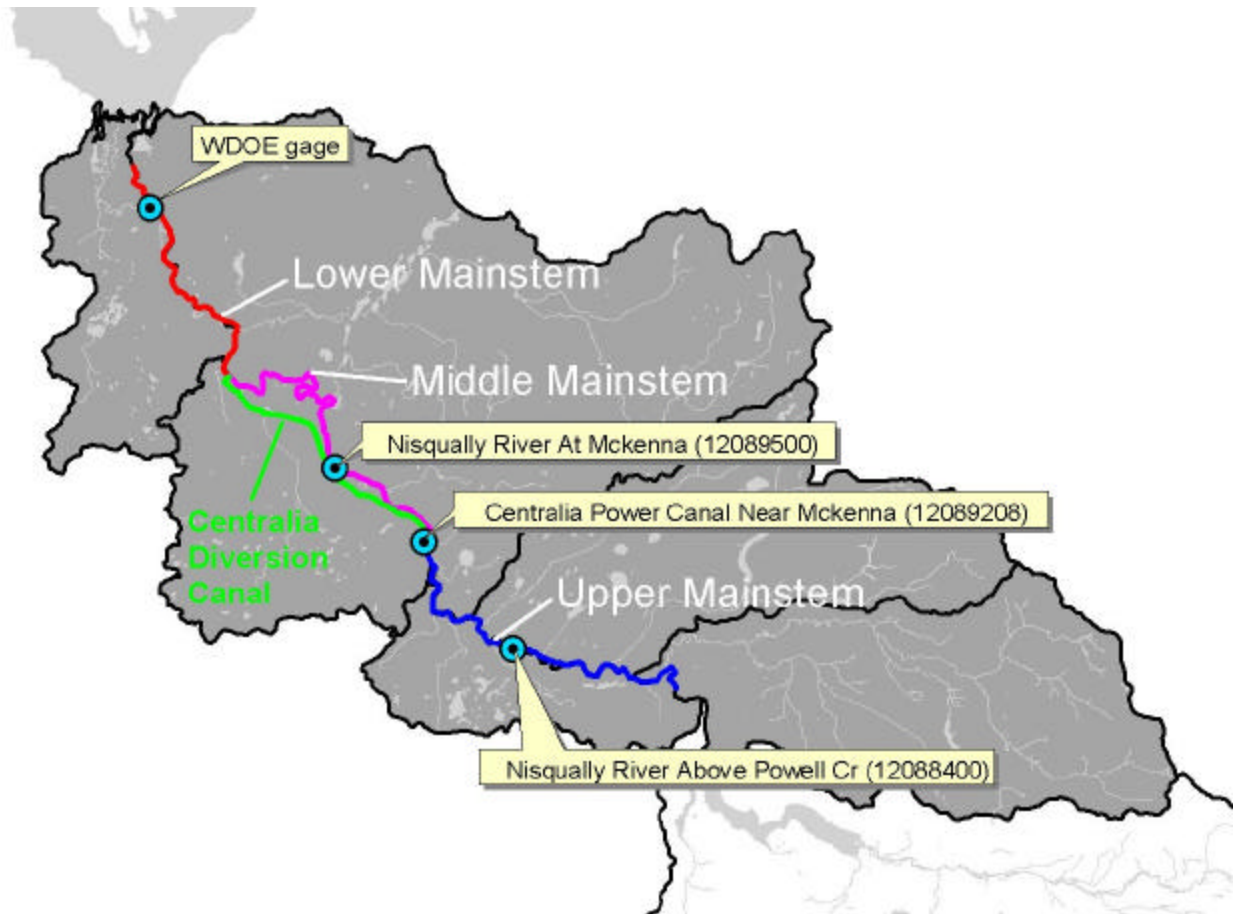 WDOE gage
Lower Mainstem
Middle Mainstem
Nisqually River At Mckenna (12089500)
Centralia Power Canal Near Mckenna (12089208)
Centralia
Diversion
Canal
Upper Mainstem
Nisqually River Above Powell Cr (12088400)